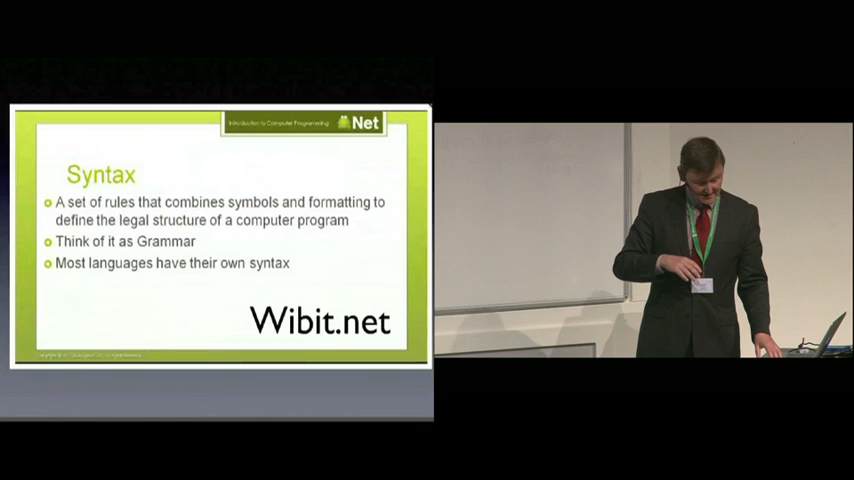 Introduction to Computer Programming
Net
Syntax
A set of rules that combines symbols and formatting to
define the legal structure of a computer program
Think of it as Grammar
Most languages have their own syntax
Wibit.net